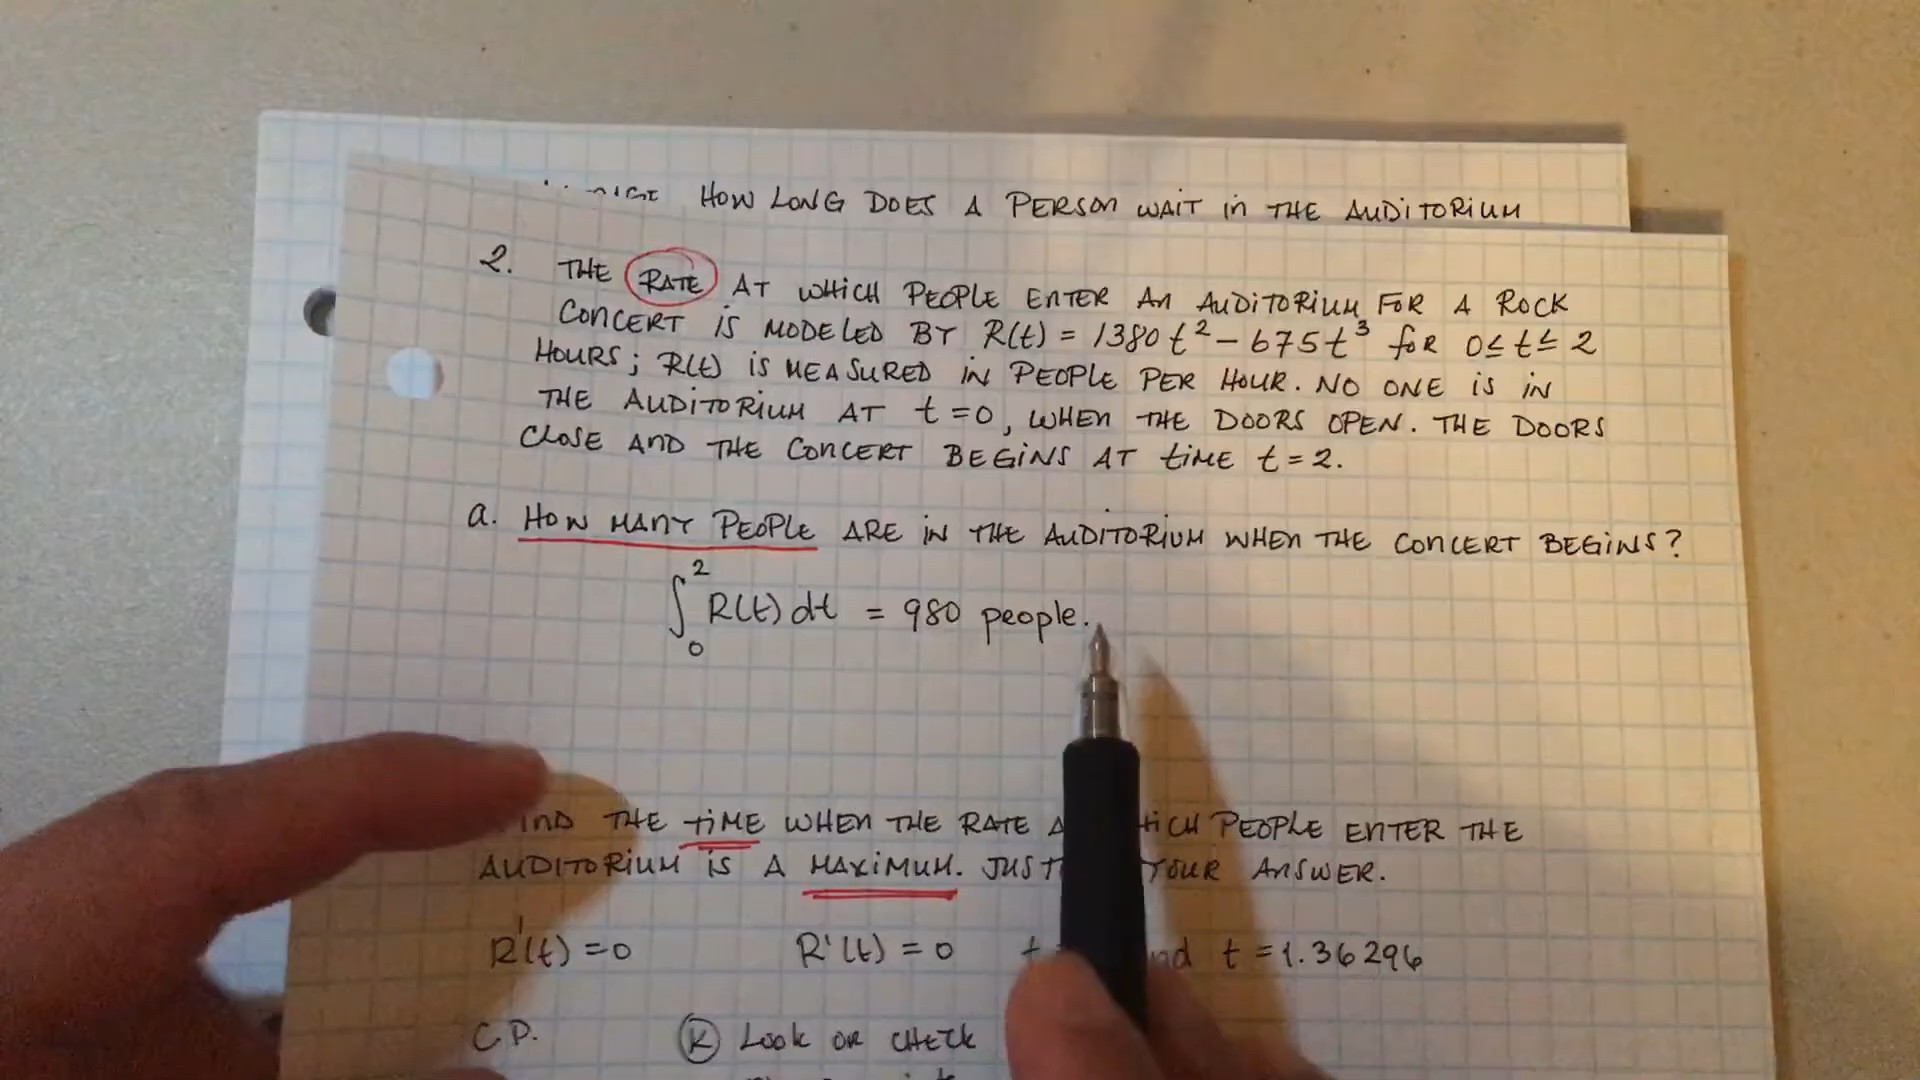 HOW LONG DOES A PERSON WAIT IN THE AUDITORIUM
2. THE RATE AT WHICH PEOPLE ENTER AN AUDITORIUM FOR A ROCK
CONCERT IS MODELED BY R(t) = 1380t² - 675t³ for 0≤t≤2
HOURS; R(t) IS MEASURED IN PEOPLE PER HOUR. NO ONE IS IN
THE AUDITORIUM AT t=0, WHEN THE DOORS OPEN. THE DOORS
CLOSE AND THE CONCERT BEGINS AT TIME t=2.
a. HOW MANY PEOPLE ARE IN THE AUDITORIUM WHEN THE CONCERT BEGINS?
∫₀² R(t)dt = 980 people.
THE TIME WHEN THE RATE PEOPLE ENTER THE
AUDITORIUM IS A MAXIMUM. YOUR ANSWER.
R'(t)=0 R'(t)=0 t t=1.36296
C.P. Ⓚ LOOK OR CHECK